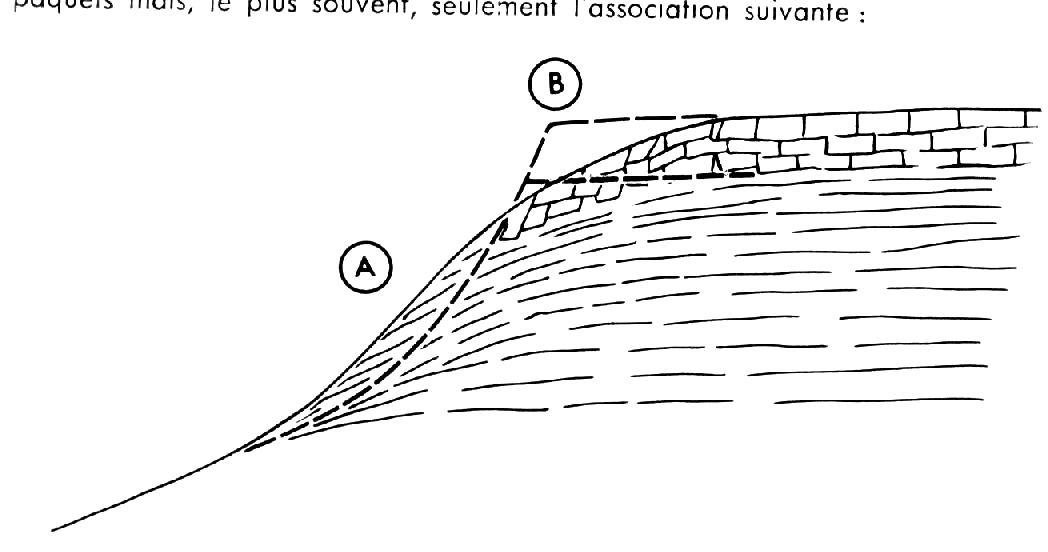 paquets mais, le plus souvent, seulement l'association suivante :
B
A